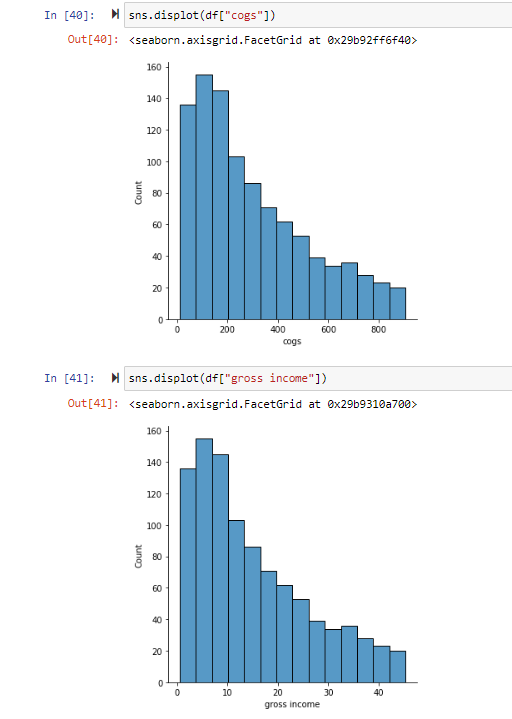 In [40]: sns.displot(df["cogs"])
Out[40]: <seaborn.axisgrid.FacetGrid at 0x29b92ff6f40>
160
140
120
100
80
60
40
20
0
Count
0 200 400 600 800
cogs
In [41]: sns.displot(df["gross income"])
Out[41]: <seaborn.axisgrid.FacetGrid at 0x29b9310a700>
160
140
120
100
80
60
40
20
0
Count
0 10 20 30 40
gross income